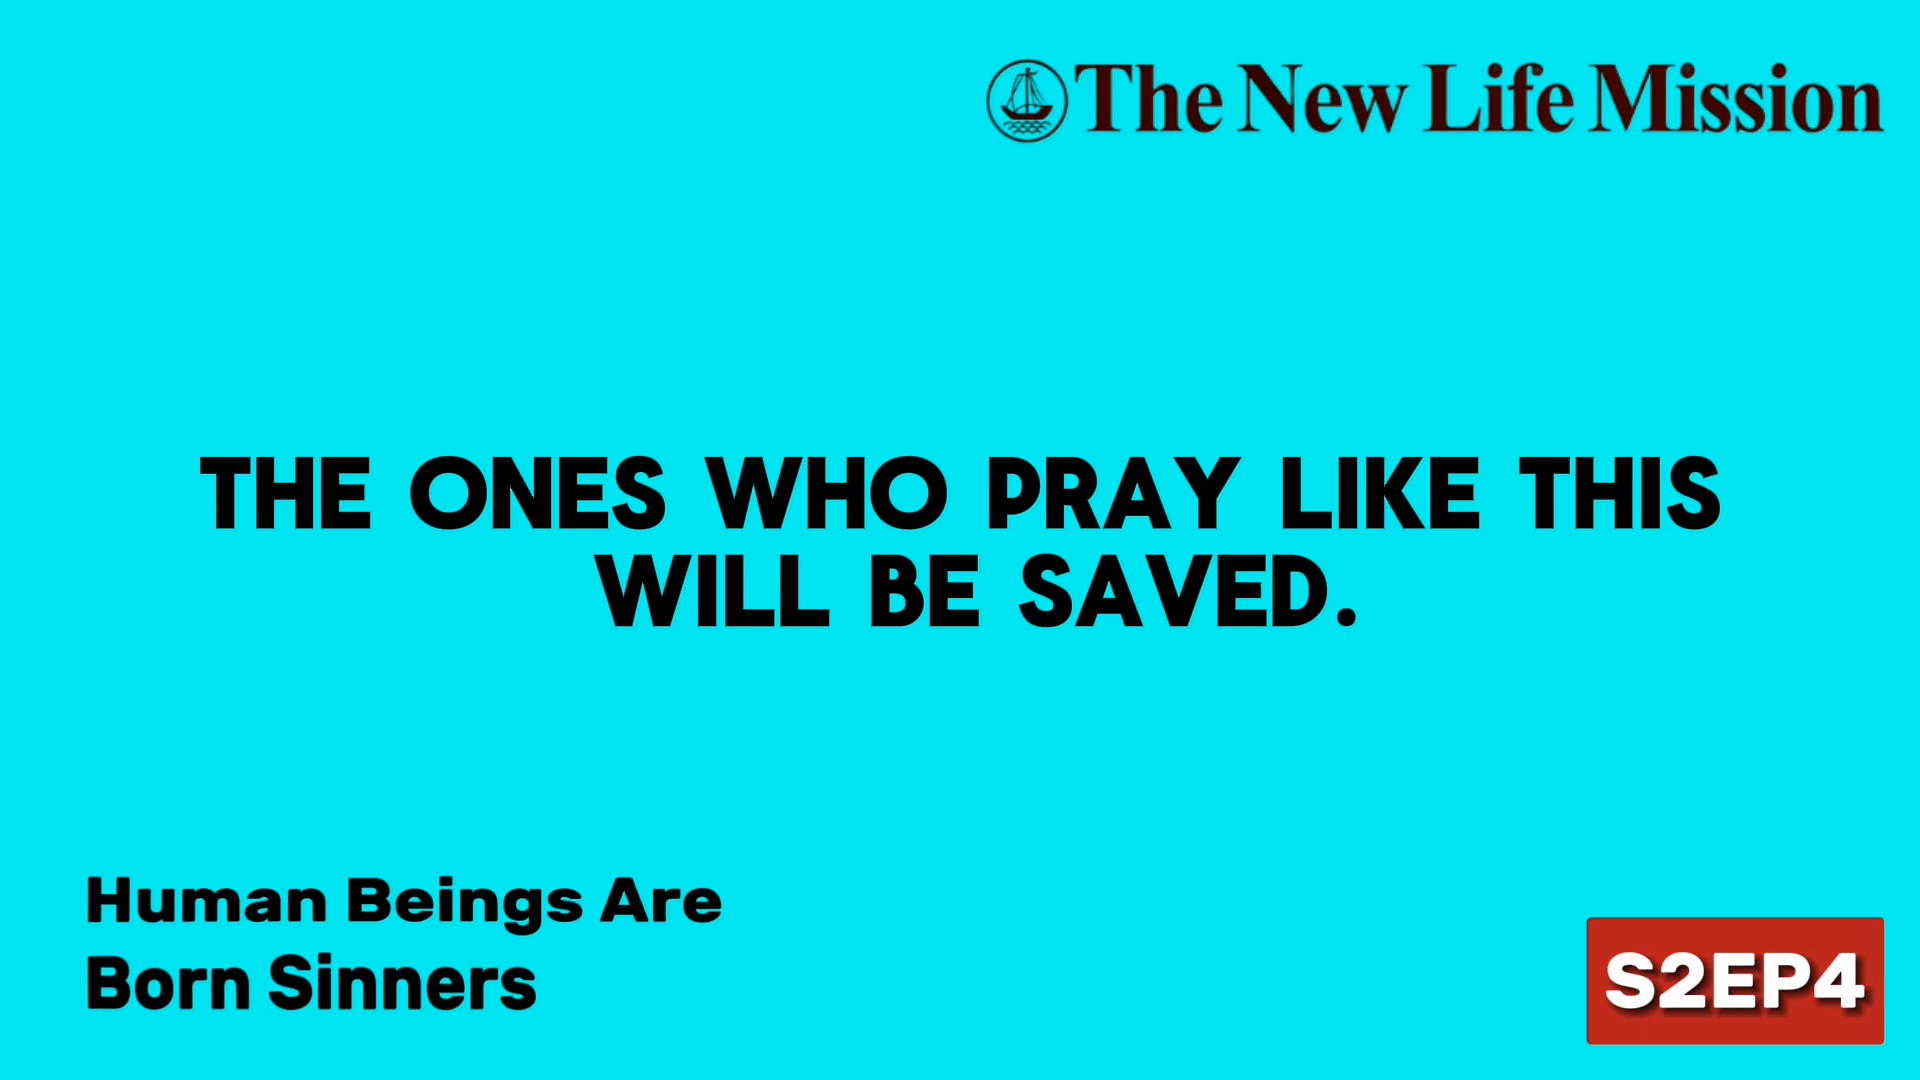 The New Life Mission
THE ONES WHO PRAY LIKE THIS
WILL BE SAVED.
Human Beings Are
Born Sinners
S2EP4